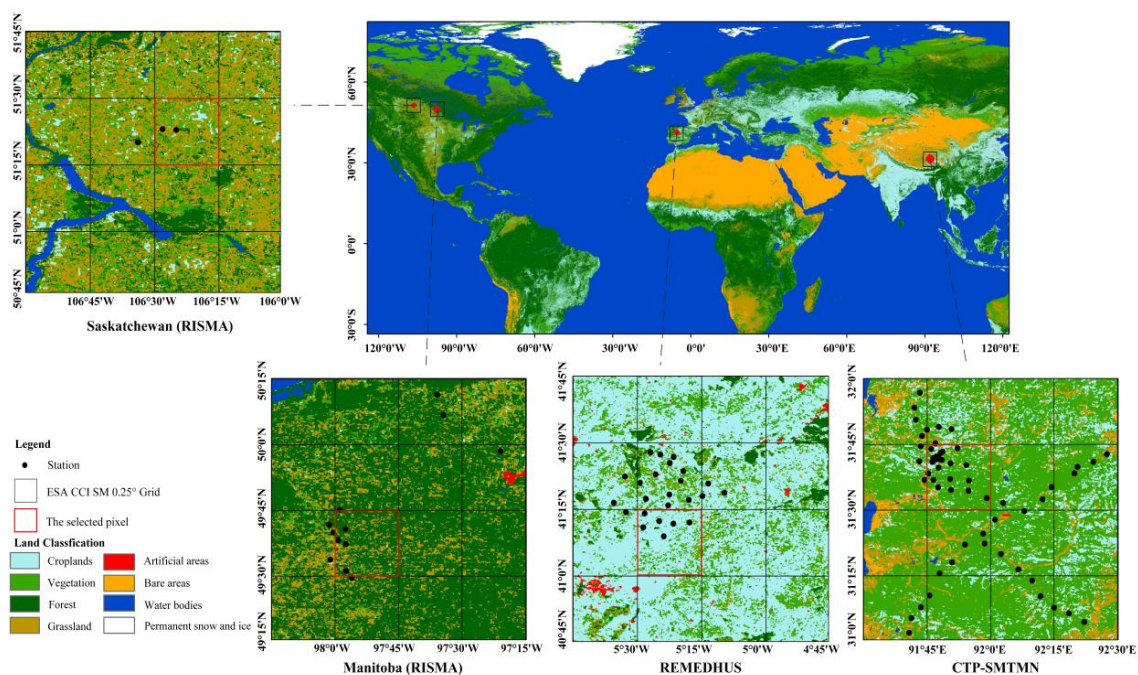 51°45'N
51°30'N
51°15'N
51°0'N
50°45'N
106°45'W 106°30'W 106°15'W 106°0'W
Saskatchewan (RISMA)
60°0'N
30°0'N
0°0'
30°0'S
120°0'W 90°0'W 60°0'W 30°0'W 0°0' 30°0'E 60°0'E 90°0'E 120°0'E
Legend
Station
ESA CCI SM 0.25° Grid
The selected pixel
Land Classfication
Croplands Artificial areas
Vegetation Bare areas
Forest Water bodies
Grassland Permanent snow and ice
50°15'N
50°0'N
49°45'N
49°30'N
49°15'N
98°0'W 97°45'W 97°30'W 97°15'W
Manitoba (RISMA)
41°45'N
41°30'N
41°15'N
41°0'N
40°45'N
5°30'W 5°15'W 5°0'W 4°45'W
REMEDHUS
32°0'N
31°45'N
31°30'N
31°15'N
31°0'N
91°45'E 92°0'E 92°15'E 92°30'E
CTP-SMTMN